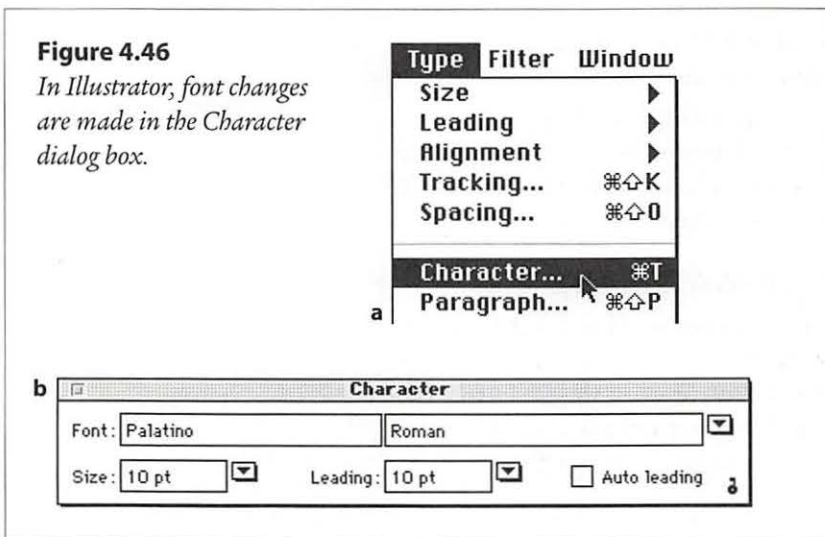 Figure 4.46
In Illustrator, font changes
are made in the Character
dialog box.
Type Filter Window
Size
Leading
Alignment
Tracking... ⌘⇧K
Spacing... ⌘⇧O
Character... ⌘T
Paragraph... ⌘⇧P
a
b
Character
Font: Palatino Roman
Size: 10 pt Leading: 10 pt Auto leading